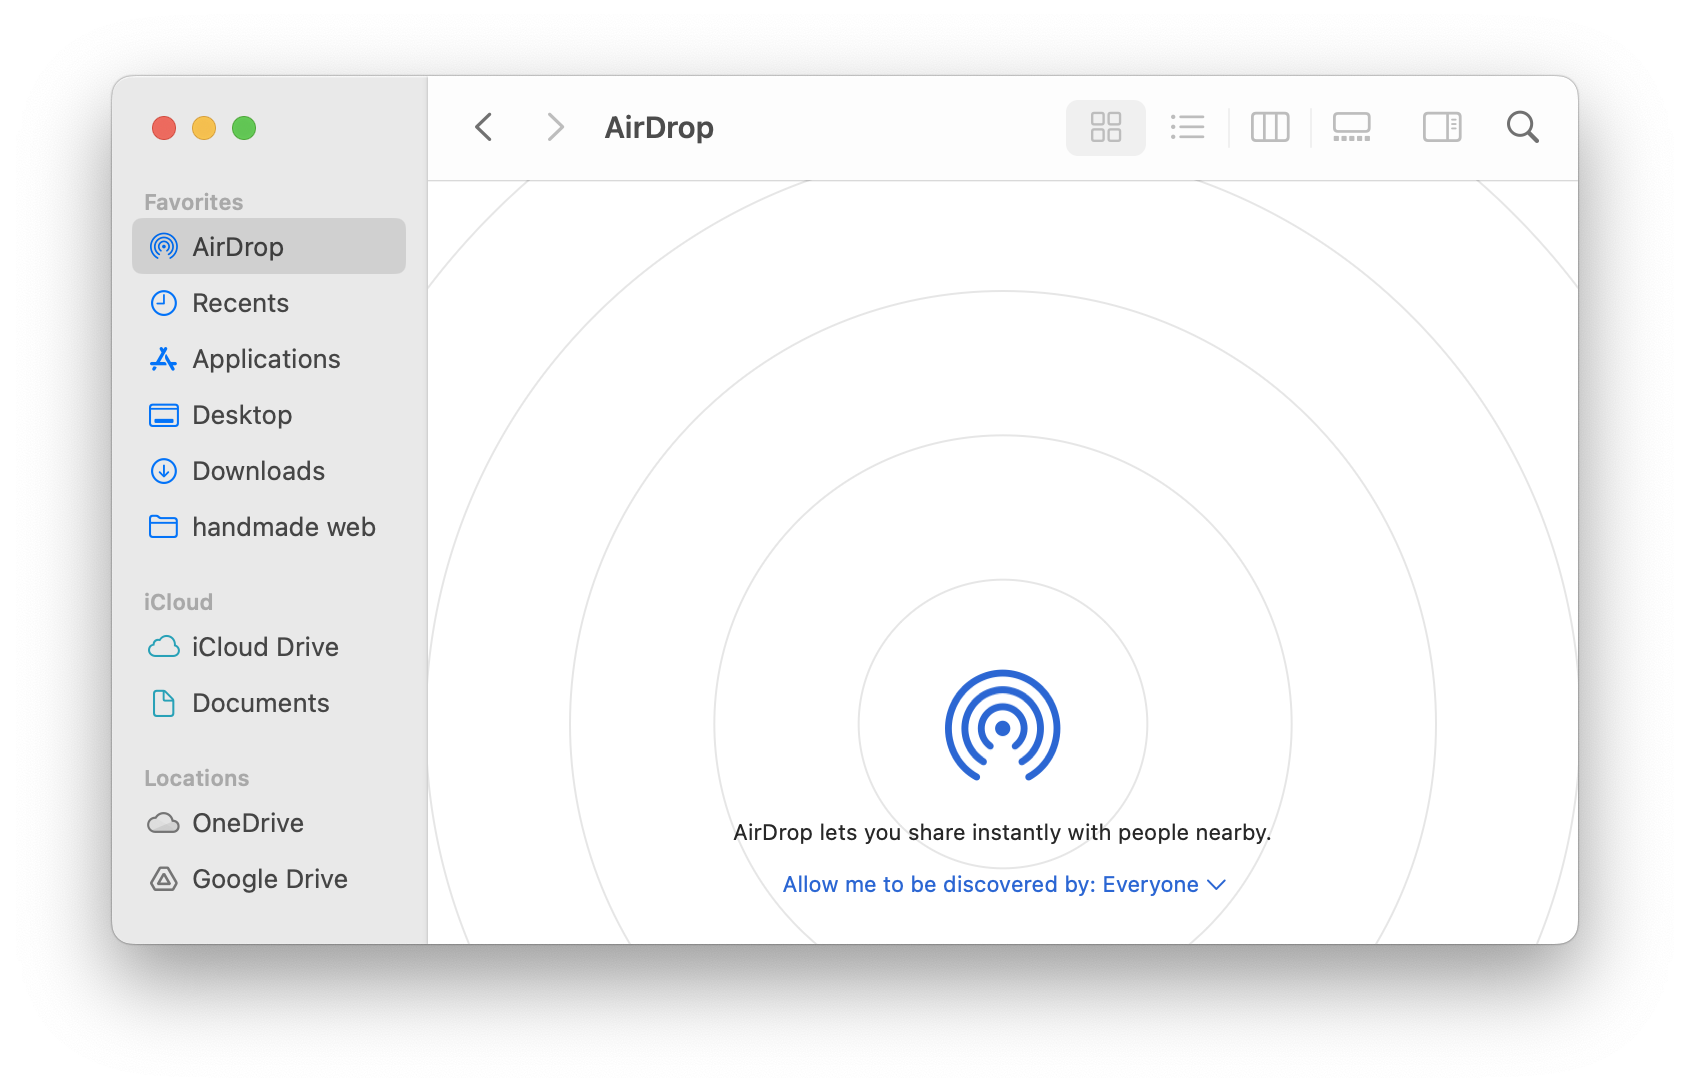 AirDrop
Favorites
AirDrop
Recents
Applications
Desktop
Downloads
handmade web
iCloud
iCloud Drive
Documents
Locations
OneDrive
Google Drive
AirDrop lets you share instantly with people nearby.
Allow me to be discovered by: Everyone